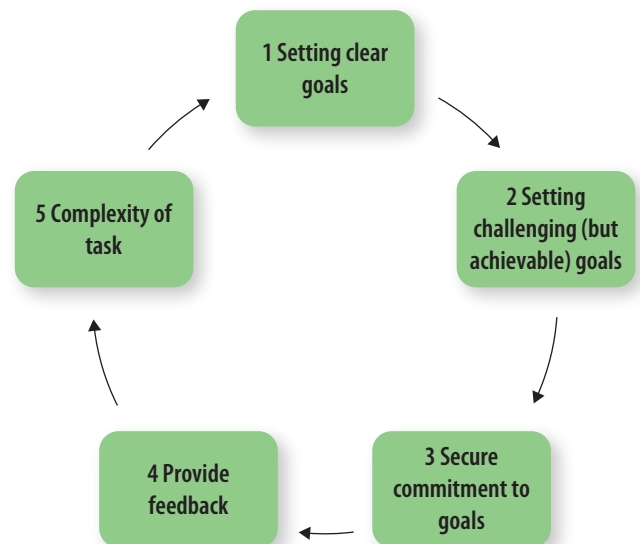 1 Setting clear
goals
2 Setting
challenging (but
achievable) goals
3 Secure
commitment to
goals
4 Provide
feedback
5 Complexity of
task